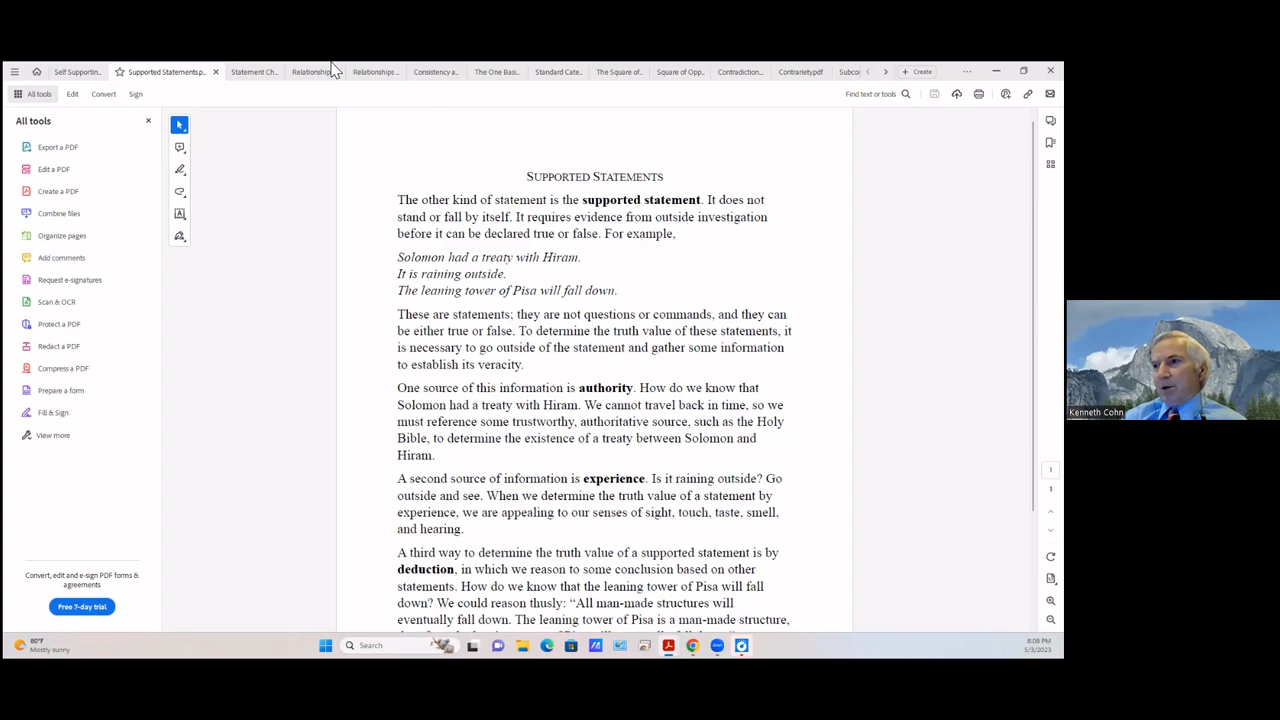 Self Supportin...
Supported Statements.p...
Statement Ch...
Relationship
Relationships ...
Consistency a...
The One Basi...
Standard Cate...
The Square of...
Square of Opp...
Contradiction...
Contrarietypdf
Subco
Create
All tools
Edit
Convert
Sign
Find text or tools
All tools
Export a PDF
Edit a PDF
Create a PDF
Combine files
Organize pages
Add comments
Request e-signatures
Scan & OCR
Protect a PDF
Redact a PDF
Compress a PDF
Prepare a form
Fill & Sign
View more
Convert, edit and e-sign PDF forms &
agreements
Free 7-day trial
SUPPORTED STATEMENTS
The other kind of statement is the supported statement. It does not
stand or fall by itself. It requires evidence from outside investigation
before it can be declared true or false. For example,
Solomon had a treaty with Hiram.
It is raining outside.
The leaning tower of Pisa will fall down.
These are statements; they are not questions or commands, and they can
be either true or false. To determine the truth value of these statements, it
is necessary to go outside of the statement and gather some information
to establish its veracity.
One source of this information is authority. How do we know that
Solomon had a treaty with Hiram. We cannot travel back in time, so we
must reference some trustworthy, authoritative source, such as the Holy
Bible, to determine the existence of a treaty between Solomon and
Hiram.
A second source of information is experience. Is it raining outside? Go
outside and see. When we determine the truth value of a statement by
experience, we are appealing to our senses of sight, touch, taste, smell,
and hearing.
A third way to determine the truth value of a supported statement is by
deduction, in which we reason to some conclusion based on other
statements. How do we know that the leaning tower of Pisa will fall
down? We could reason thusly: “All man-made structures will
eventually fall down. The leaning tower of Pisa is a man-made structure,
1
1
Kenneth Cohn
80°F
Mostly sunny
Search
8:08 PM
5/3/2023